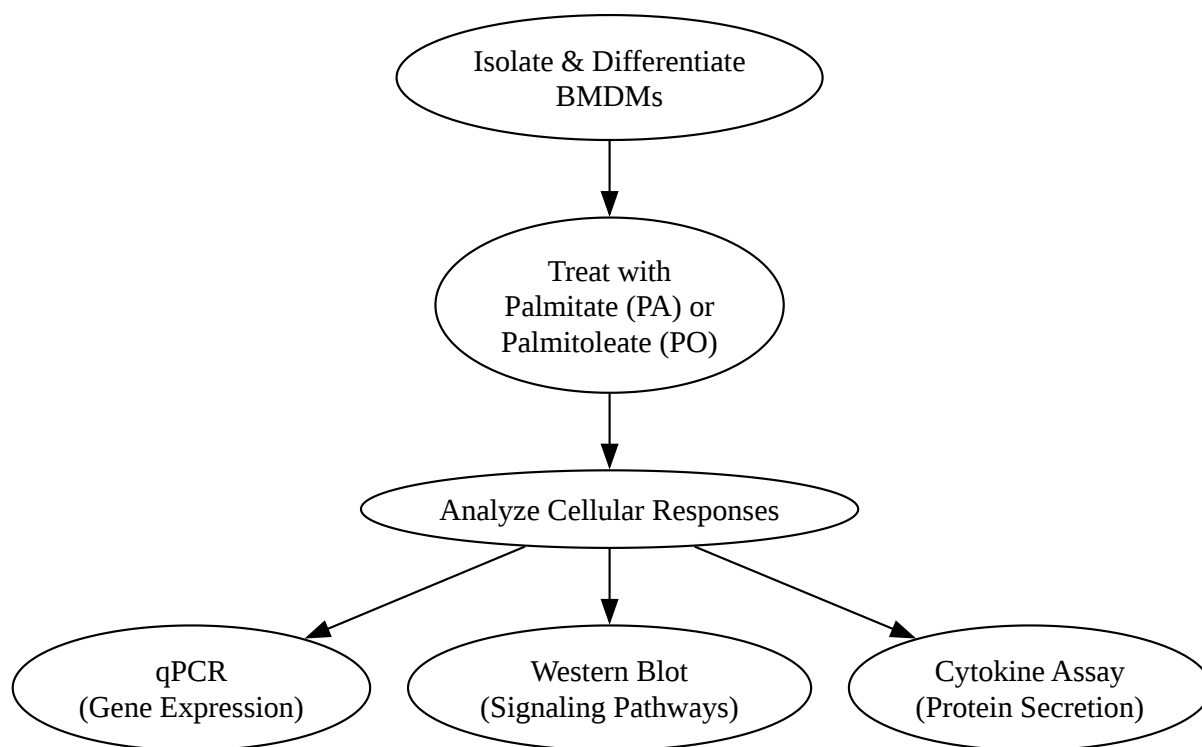 Isolate & Differentiate
BMDMs
Treat with
Palmitate (PA) or
Palmitoleate (PO)
Analyze Cellular Responses
qPCR
(Gene Expression)
Western Blot
(Signaling Pathways)
Cytokine Assay
(Protein Secretion)